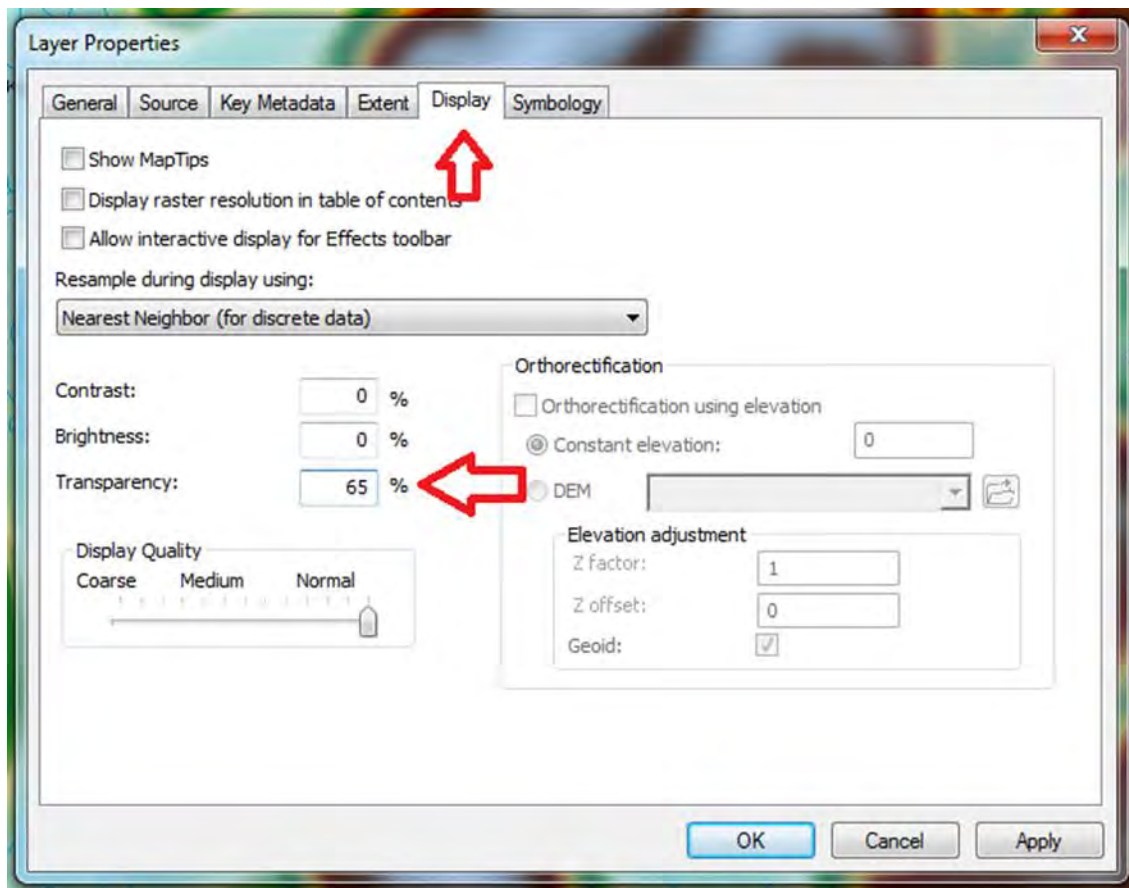 Layer Properties
General Source Key Metadata Extent Display Symbology
Show MapTips
Display raster resolution in table of contents
Allow interactive display for Effects toolbar
Resample during display using:
Nearest Neighbor (for discrete data)
Contrast: 0 %
Brightness: 0 %
Transparency: 65 %
Display Quality
Coarse Medium Normal
Orthorectification
Orthorectification using elevation
Constant elevation: 0
DEM
Elevation adjustment
Z factor: 1
Z offset: 0
Geoid:
OK Cancel Apply